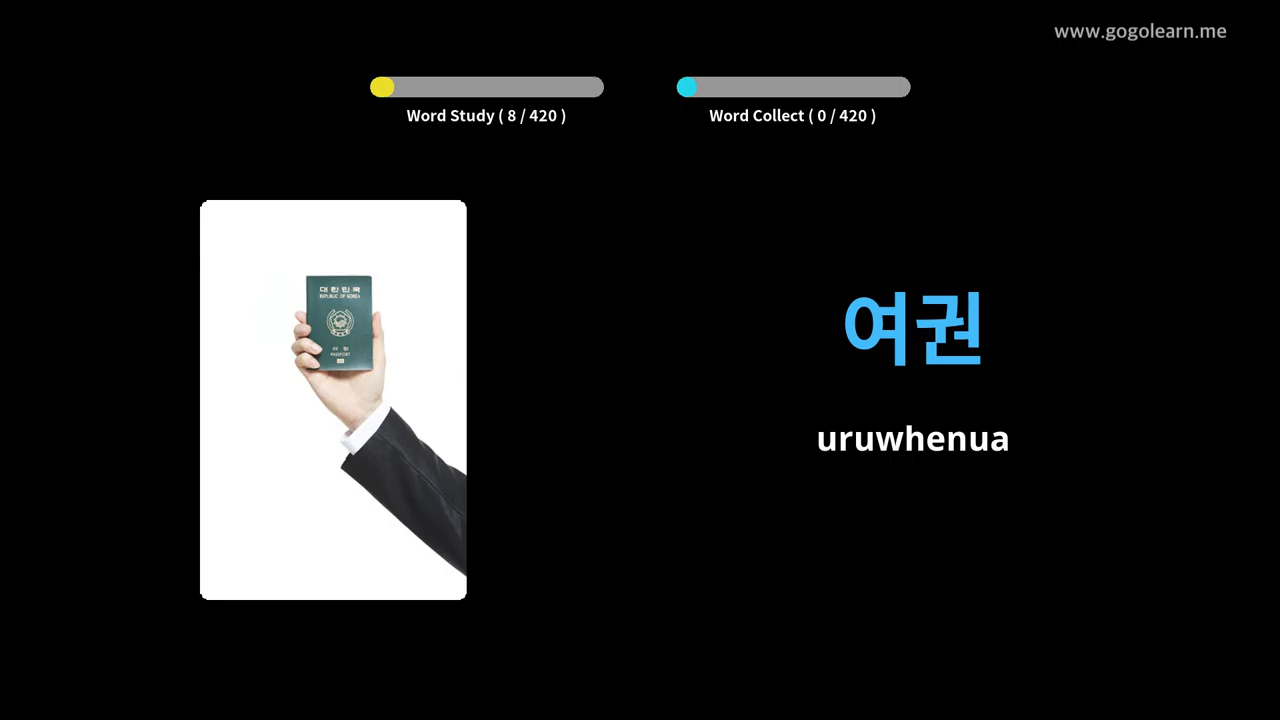 www.gogolearn.me
Word Study ( 8 / 420 )
Word Collect ( 0 / 420 )
대한민국
REPUBLIC OF KOREA
여권
PASSPORT
여권
uruwhenua